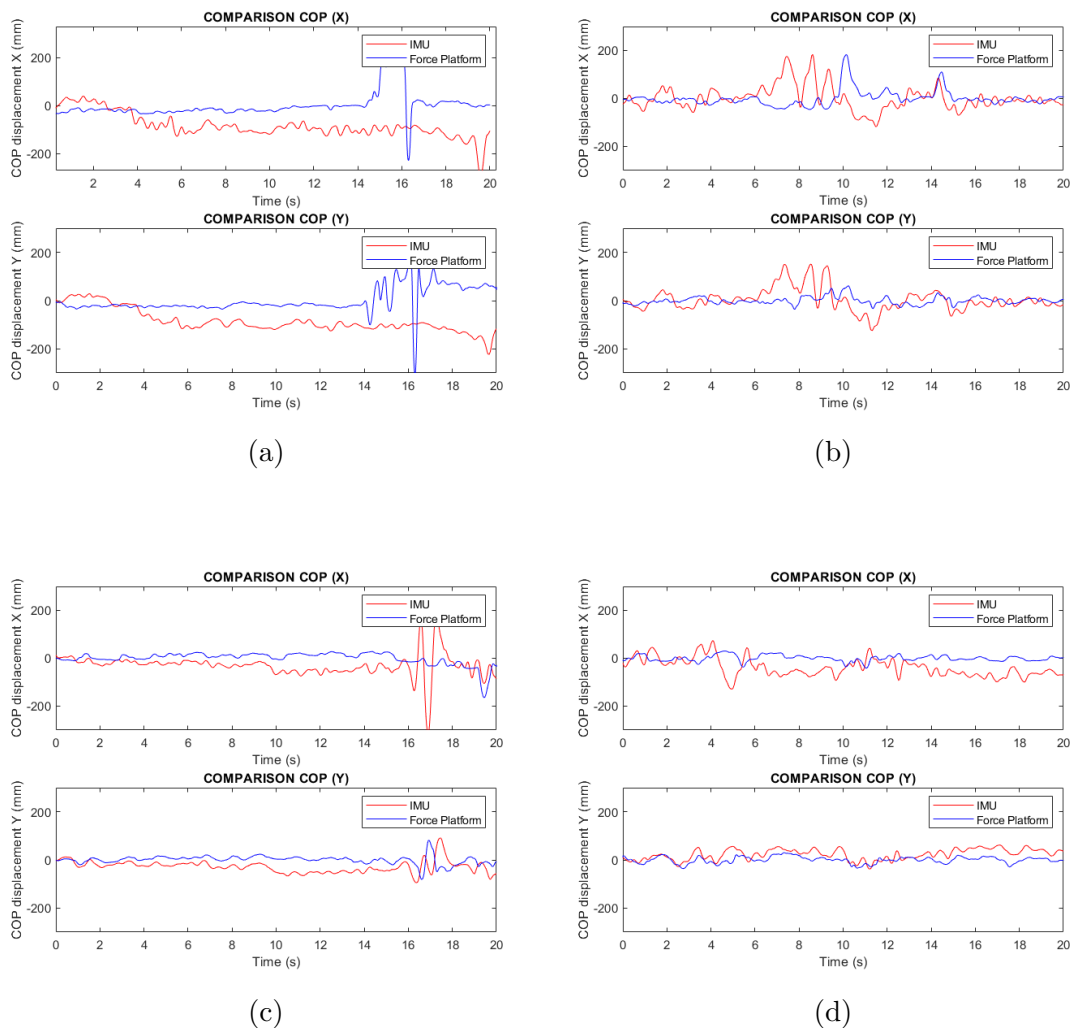 COMPARISON COP (X)
COP displacement X (mm)
200
0
-200
IMU
Force Platform
2 4 6 8 10 12 14 16 18 20
Time (s)
COMPARISON COP (Y)
COP displacement Y (mm)
200
0
-200
IMU
Force Platform
0 2 4 6 8 10 12 14 16 18 20
Time (s)
(a)
COMPARISON COP (X)
COP displacement X (mm)
200
0
-200
IMU
Force Platform
0 2 4 6 8 10 12 14 16 18 20
Time (s)
COMPARISON COP (Y)
COP displacement Y (mm)
200
0
-200
IMU
Force Platform
0 2 4 6 8 10 12 14 16 18 20
Time (s)
(b)
COMPARISON COP (X)
COP displacement X (mm)
200
0
-200
IMU
Force Platform
0 2 4 6 8 10 12 14 16 18 20
Time (s)
COMPARISON COP (Y)
COP displacement Y (mm)
200
0
-200
IMU
Force Platform
0 2 4 6 8 10 12 14 16 18 20
Time (s)
(c)
COMPARISON COP (X)
COP displacement X (mm)
200
0
-200
IMU
Force Platform
0 2 4 6 8 10 12 14 16 18 20
Time (s)
COMPARISON COP (Y)
COP displacement Y (mm)
200
0
-200
IMU
Force Platform
0 2 4 6 8 10 12 14 16 18 20
Time (s)
(d)